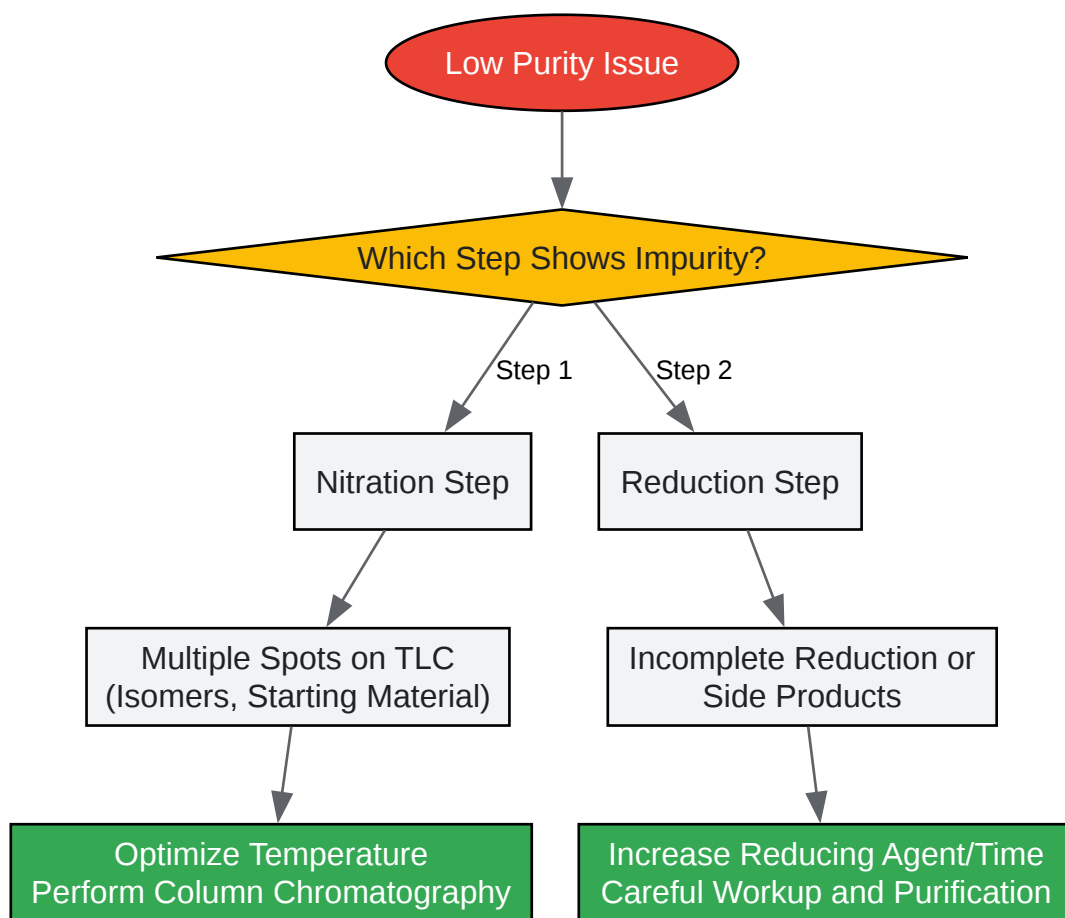 Low Purity Issue
Which Step Shows Impurity?
Step 1
Step 2
Nitration Step
Reduction Step
Multiple Spots on TLC
(Isomers, Starting Material)
Incomplete Reduction or
Side Products
Optimize Temperature
Perform Column Chromatography
Increase Reducing Agent/Time
Careful Workup and Purification